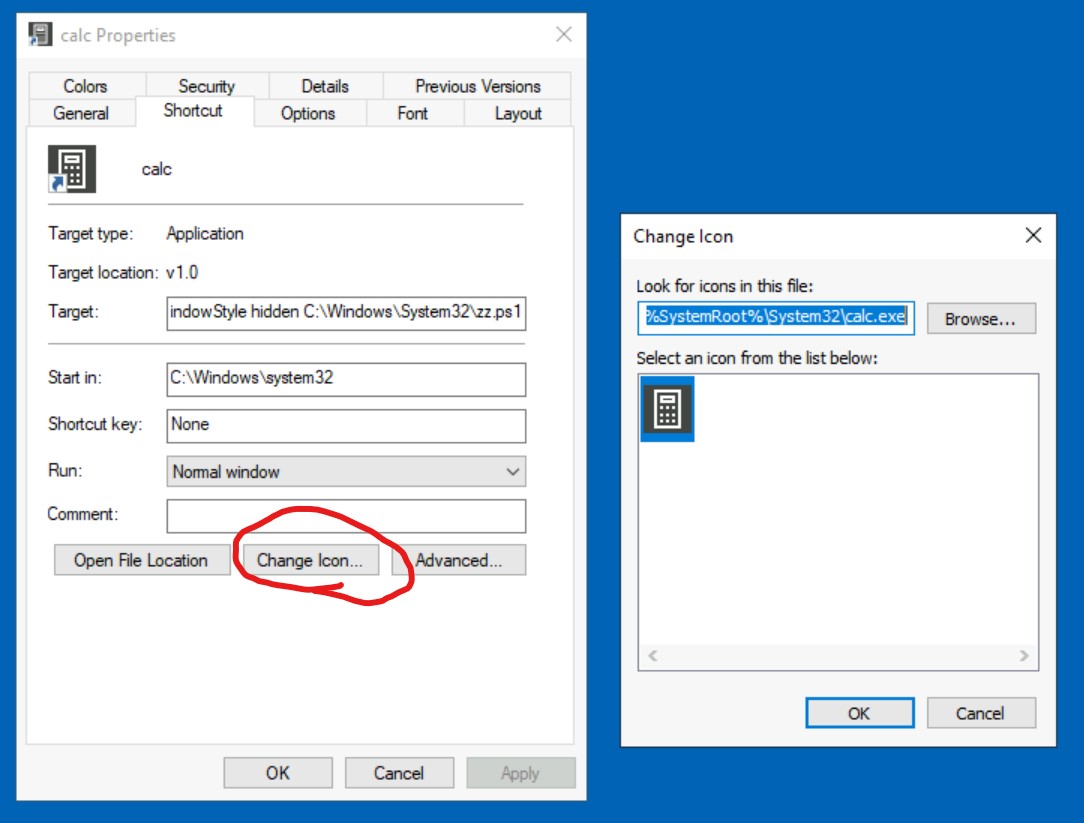 calc Properties
Colors Security Details Previous Versions
General Shortcut Options Font Layout
calc
Target type: Application
Target location: v1.0
Target: indowStyle hidden C:\Windows\System32\zz.ps1
Start in: C:\Windows\system32
Shortcut key: None
Run: Normal window
Comment:
Open File Location Change Icon... Advanced...
OK Cancel Apply
Change Icon
Look for icons in this file:
%SystemRoot%\System32\calc.exe Browse...
Select an icon from the list below:
OK Cancel